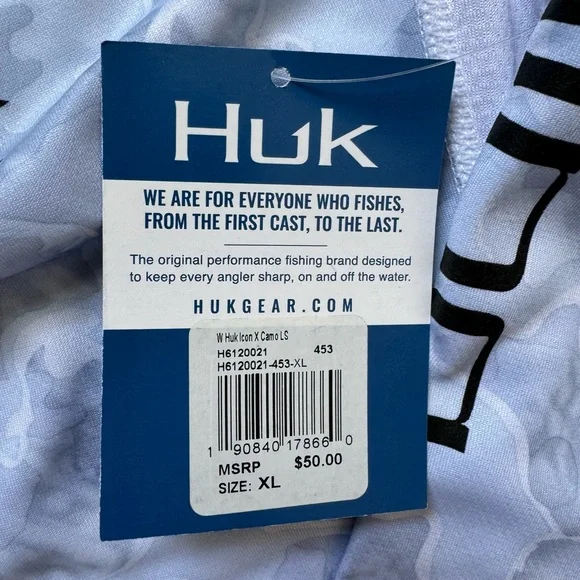 Huk
WE ARE FOR EVERYONE WHO FISHES,
FROM THE FIRST CAST, TO THE LAST.
The original performance fishing brand designed
to keep every angler sharp, on and off the water.
HUKGEAR.COM
W Huk Icon X Camo LS
H6120021 453
H6120021-453-XL
1 90840 17866 0
MSRP $50.00
SIZE: XL